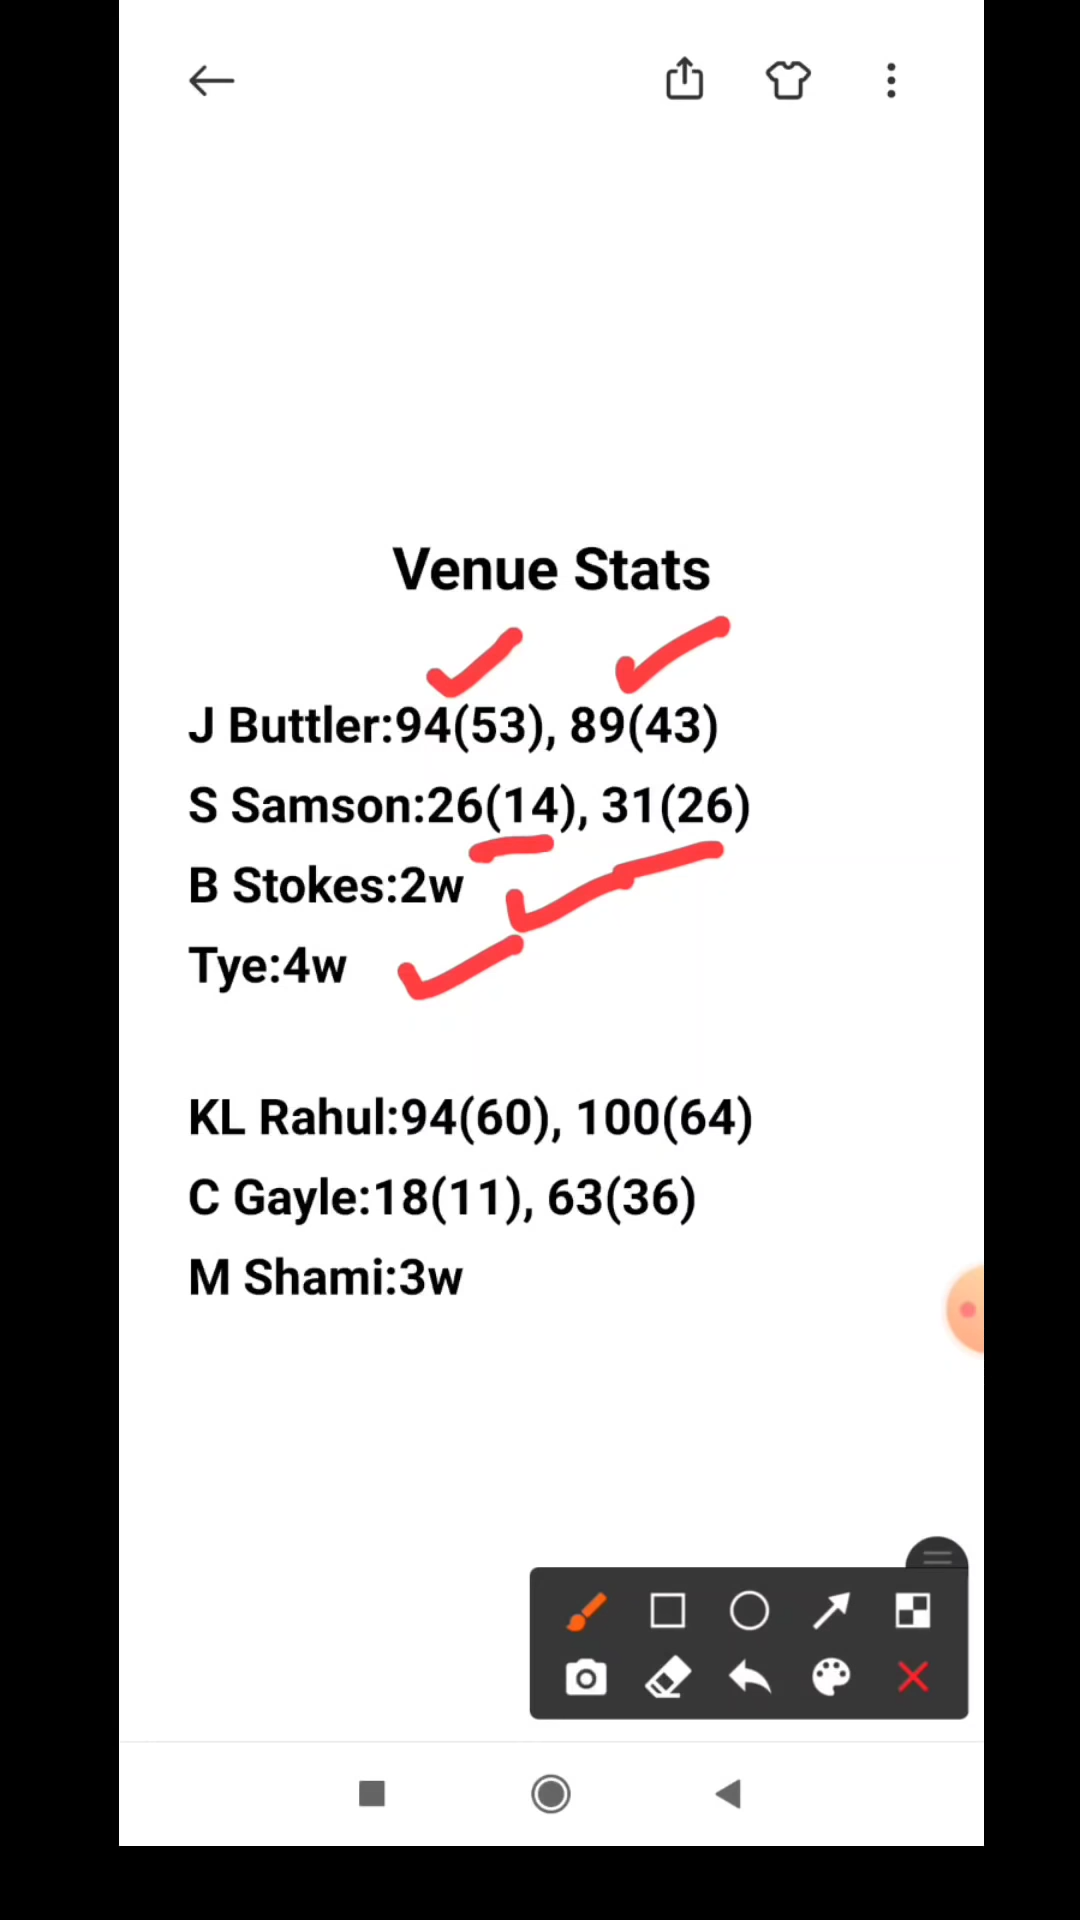 Venue Stats
J Buttler:94(53), 89(43)
S Samson:26(14), 31(26)
B Stokes:2w
Tye:4w
KL Rahul:94(60), 100(64)
C Gayle:18(11), 63(36)
M Shami:3w